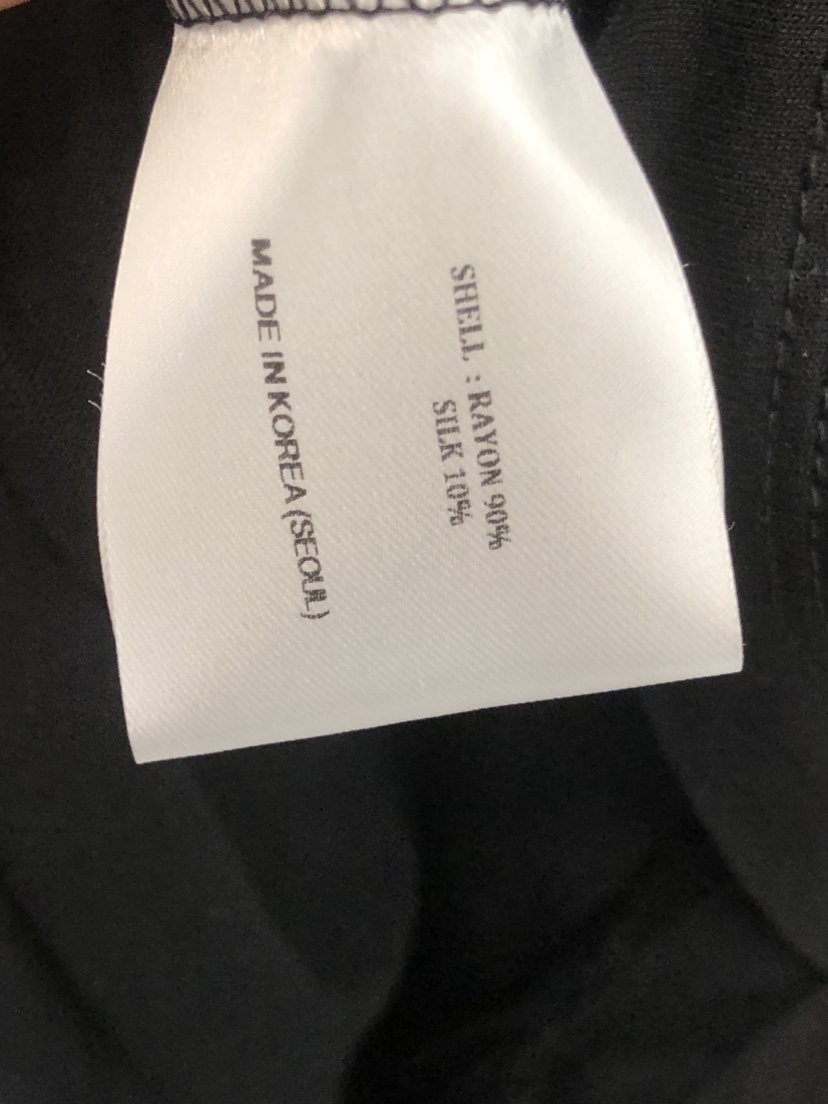 SHELL : RAYON 90%
SILK 10%
MADE IN KOREA (SEOUL)